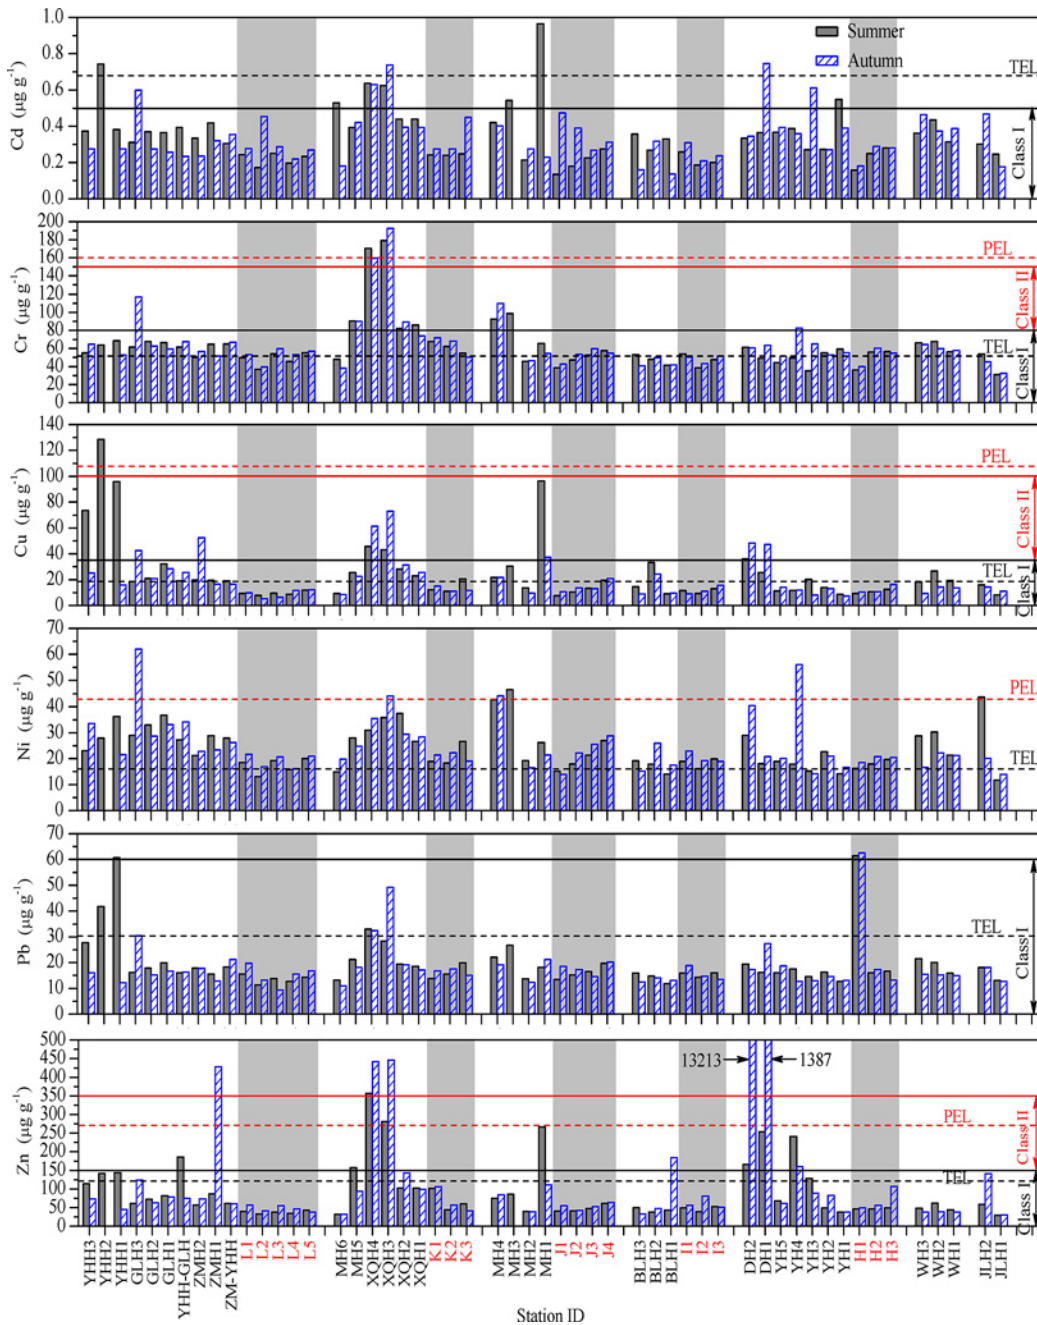 Summer
Autumn
Cd (μg g⁻¹)
1.0
0.8
0.6
0.4
0.2
0.0
TEL
Class I
Cr (μg g⁻¹)
200
180
160
140
120
100
80
60
40
20
0
PEL
Class II
TEL
Class I
Cu (μg g⁻¹)
140
120
100
80
60
40
20
0
PEL
Class II
TEL
Class I
Ni (μg g⁻¹)
70
60
50
40
30
20
10
0
PEL
TEL
Pb (μg g⁻¹)
70
60
50
40
30
20
10
0
TEL
Class I
Zn (μg g⁻¹)
500
450
400
350
300
250
200
150
100
50
0
13213
1387
PEL
Class II
TEL
Class I
YHH3
YHH2
YHH1
GLH3
GLH2
GLH1
YHH-GLH
ZMH2
ZMH1
ZM-YHH
L1
L2
L3
L4
L5
MH6
MH5
XQH4
XQH3
XQH2
XQH1
K1
K2
K3
MH4
MH3
MH2
MH1
J1
J2
J3
J4
BLH3
BLH2
BLH1
I1
I2
I3
DH2
DH1
YH5
YH4
YH3
YH2
YH1
H1
H2
H3
WH3
WH2
WH1
JLH2
JLH1
Station ID